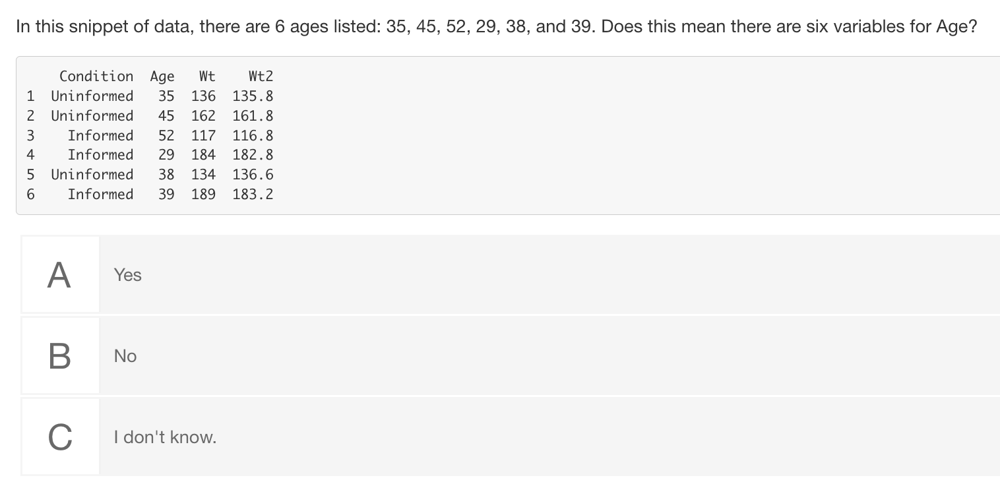 In this snippet of data, there are 6 ages listed: 35, 45, 52, 29, 38, and 39. Does this mean there are six variables for Age?
Condition Age Wt Wt2
1 Uninformed 35 136 135.8
2 Uninformed 45 162 161.8
3 Informed 52 117 116.8
4 Informed 29 184 182.8
5 Uninformed 38 134 136.6
6 Informed 39 189 183.2
A Yes
B No
C I don't know.